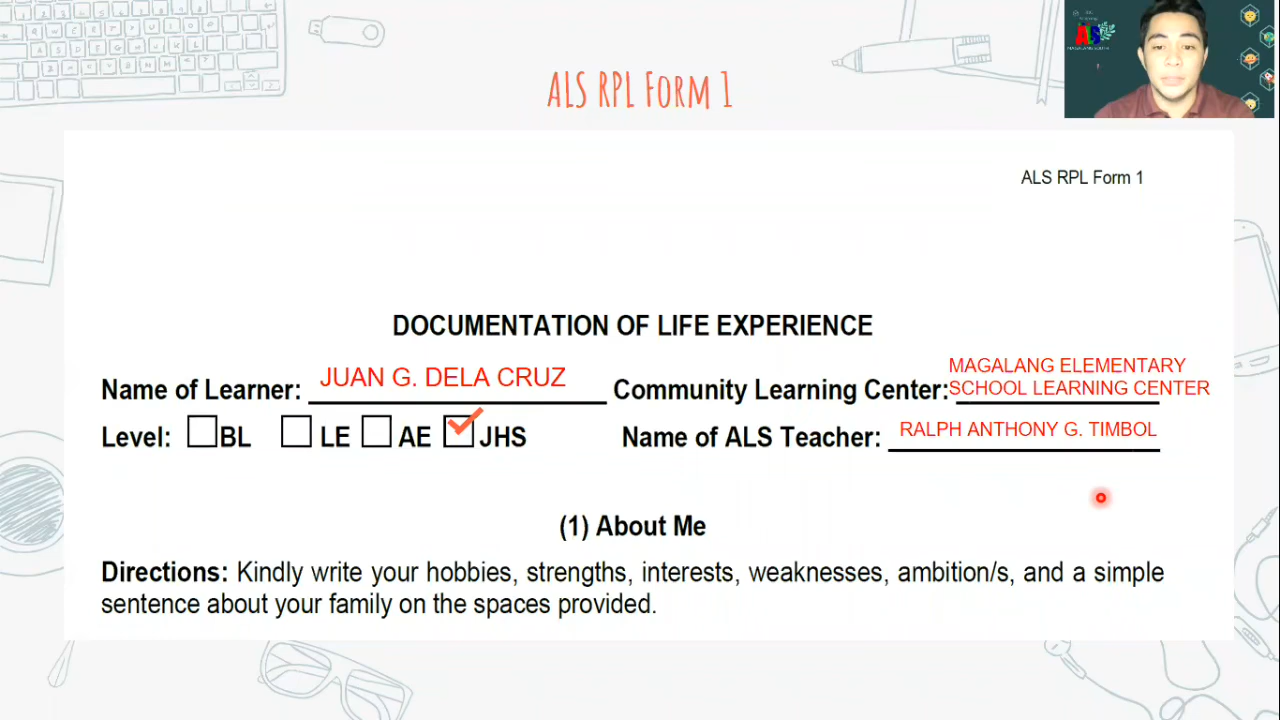 ALS RPL FORM 1
ALS
MAGALANG SOUTH
ALS RPL Form 1
DOCUMENTATION OF LIFE EXPERIENCE
Name of Learner: JUAN G. DELA CRUZ Community Learning Center: MAGALANG ELEMENTARY
SCHOOL LEARNING CENTER
Level: BL LE AE JHS Name of ALS Teacher: RALPH ANTHONY G. TIMBOL
(1) About Me
Directions: Kindly write your hobbies, strengths, interests, weaknesses, ambition/s, and a simple
sentence about your family on the spaces provided.